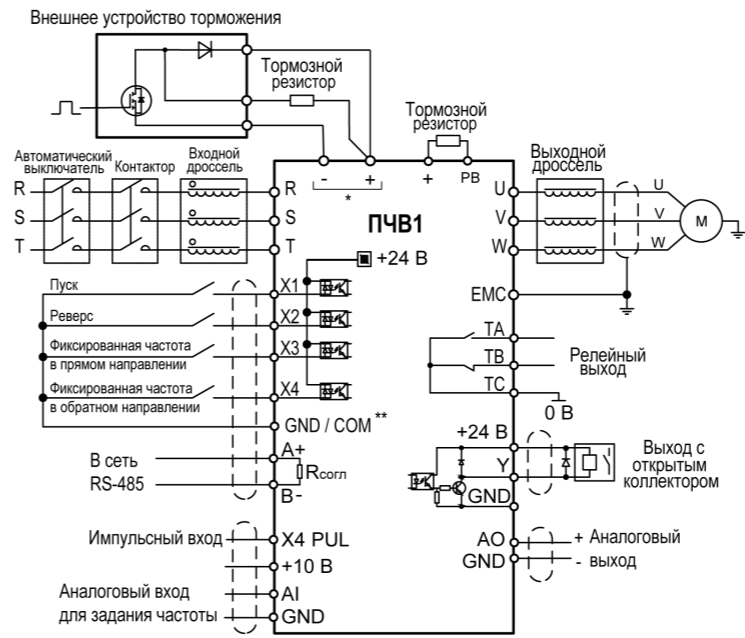 Внешнее устройство торможения
Тормозной
резистор
Тормозной
резистор
Автоматический
выключатель
Контактор
Входной
дроссель
Выходной
дроссель
- +
*
+ PB
R R
S S
T T
ПЧВ1
+24 В
U U
V V
W W
М
EMC
Пуск
X1
Реверс
X2
Фиксированная частота
в прямом направлении
X3
Фиксированная частота
в обратном направлении
X4
GND / COM **
TA
TB
TC
Релейный
выход
0 В
В сеть
RS-485
A+
Rсогл
B-
+24 В
Y
GND
Выход с
открытым
коллектором
Импульсный вход
X4 PUL
+10 В
Аналоговый вход
для задания частоты
AI
GND
AO
GND
+ Аналоговый
- выход